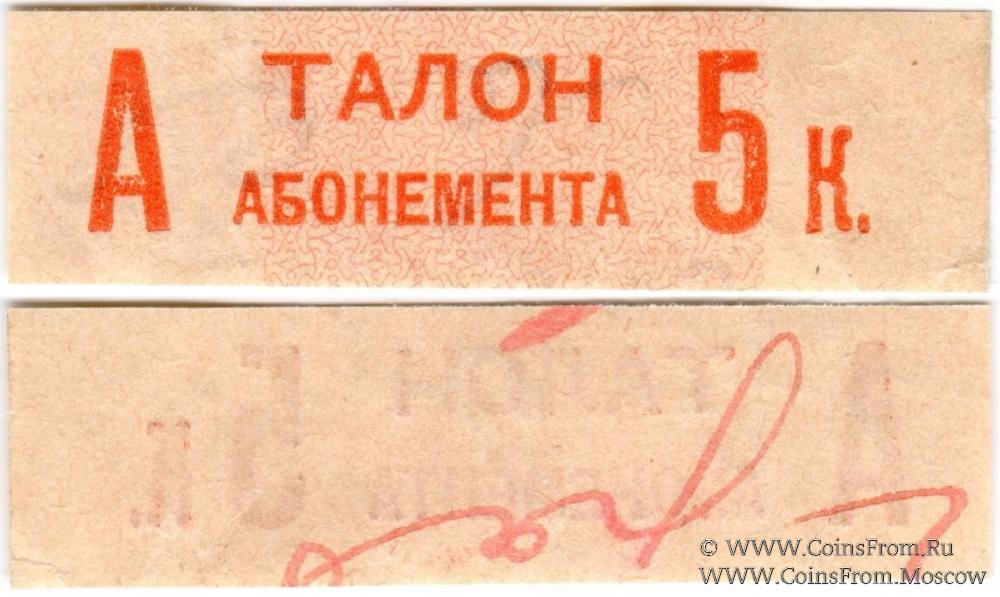 А ТАЛОН 5 к.
АБОНЕМЕНТА
© WWW.CoinsFrom.Ru
WWW.CoinsFrom.Moscow